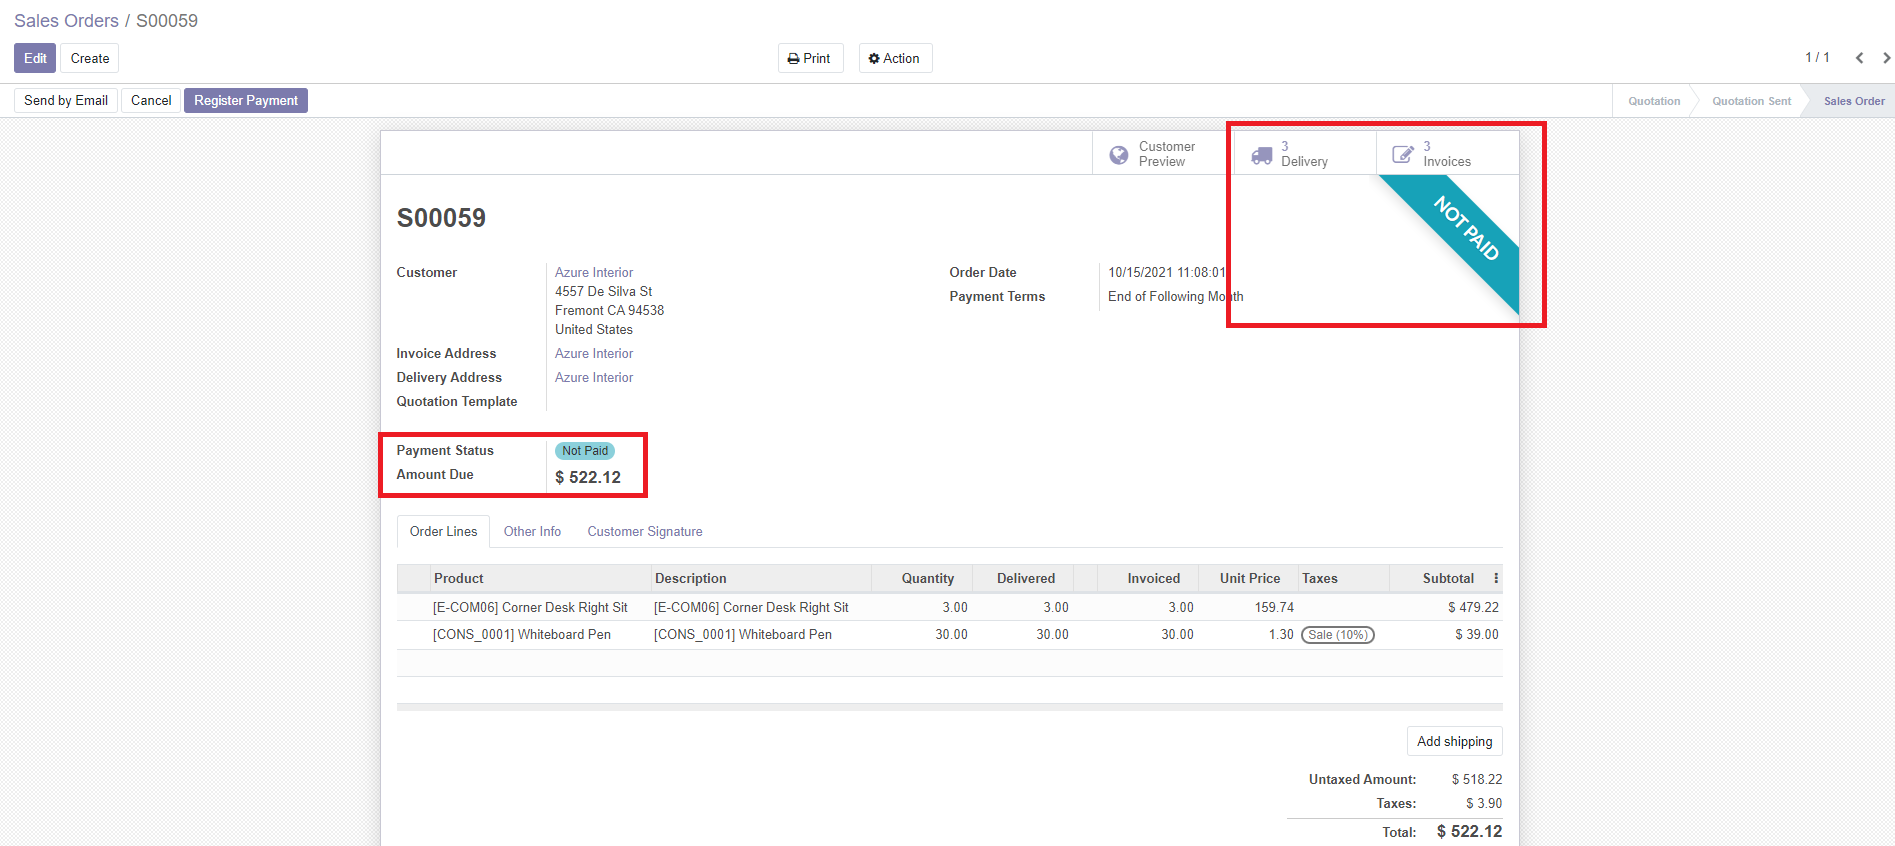 Sales Orders / S00059
Edit Create Print Action 1 / 1
Send by Email Cancel Register Payment Quotation Quotation Sent Sales Order
Customer Preview
3 Delivery
3 Invoices
NOT PAID
S00059
Customer Azure Interior
4557 De Silva St
Fremont CA 94538
United States
Order Date 10/15/2021 11:08:01
Payment Terms End of Following Month
Invoice Address Azure Interior
Delivery Address Azure Interior
Quotation Template
Payment Status Not Paid
Amount Due $ 522.12
Order Lines Other Info Customer Signature
Product Description Quantity Delivered Invoiced Unit Price Taxes Subtotal
[E-COM06] Corner Desk Right Sit [E-COM06] Corner Desk Right Sit 3.00 3.00 3.00 159.74 $ 479.22
[CONS_0001] Whiteboard Pen [CONS_0001] Whiteboard Pen 30.00 30.00 30.00 1.30 Sale (10%) $ 39.00
Add shipping
Untaxed Amount: $ 518.22
Taxes: $ 3.90
Total: $ 522.12